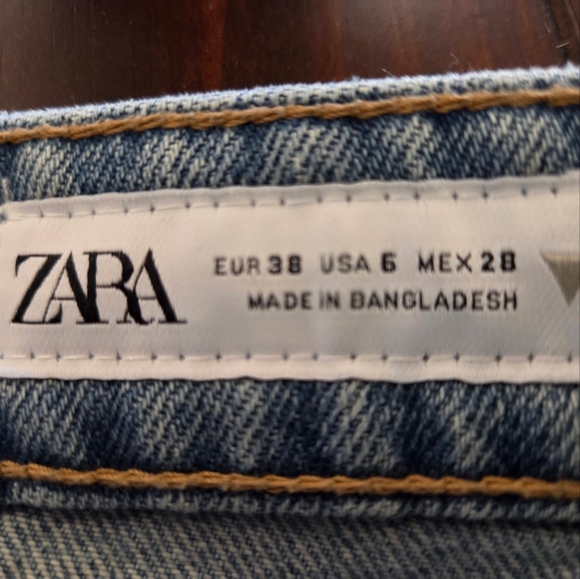 ZARA
EUR 38 USA 6 MEX 28
MADE IN BANGLADESH